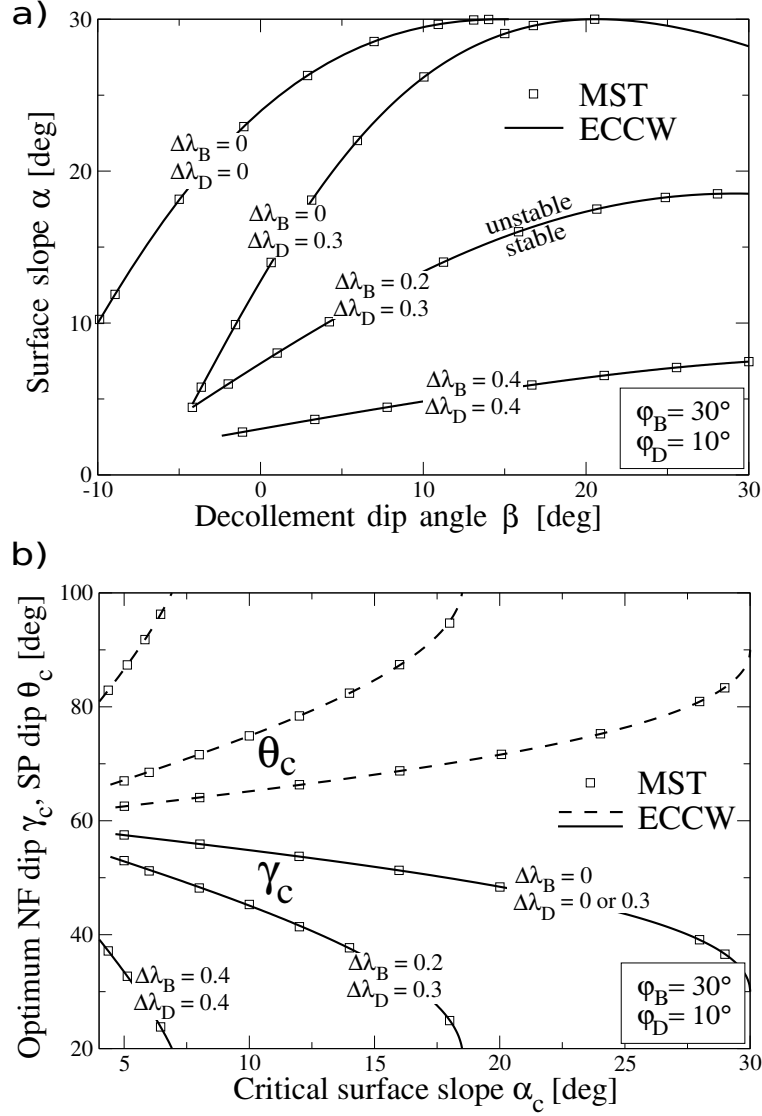 a)
30
20
10
0
Surface slope α [deg]
□ MST
ECCW
Δλ_B = 0
Δλ_D = 0
Δλ_B = 0
Δλ_D = 0.3
unstable
stable
Δλ_B = 0.2
Δλ_D = 0.3
Δλ_B = 0.4
Δλ_D = 0.4
φ_B = 30°
φ_D = 10°
-10 0 10 20 30
Decollement dip angle β [deg]
b)
100
80
60
40
20
Optimum NF dip γ_c, SP dip θ_c [deg]
θ_c
□ MST
ECCW
γ_c
Δλ_B = 0
Δλ_D = 0 or 0.3
Δλ_B = 0.4
Δλ_D = 0.4
Δλ_B = 0.2
Δλ_D = 0.3
φ_B = 30°
φ_D = 10°
5 10 15 20 25 30
Critical surface slope α_c [deg]